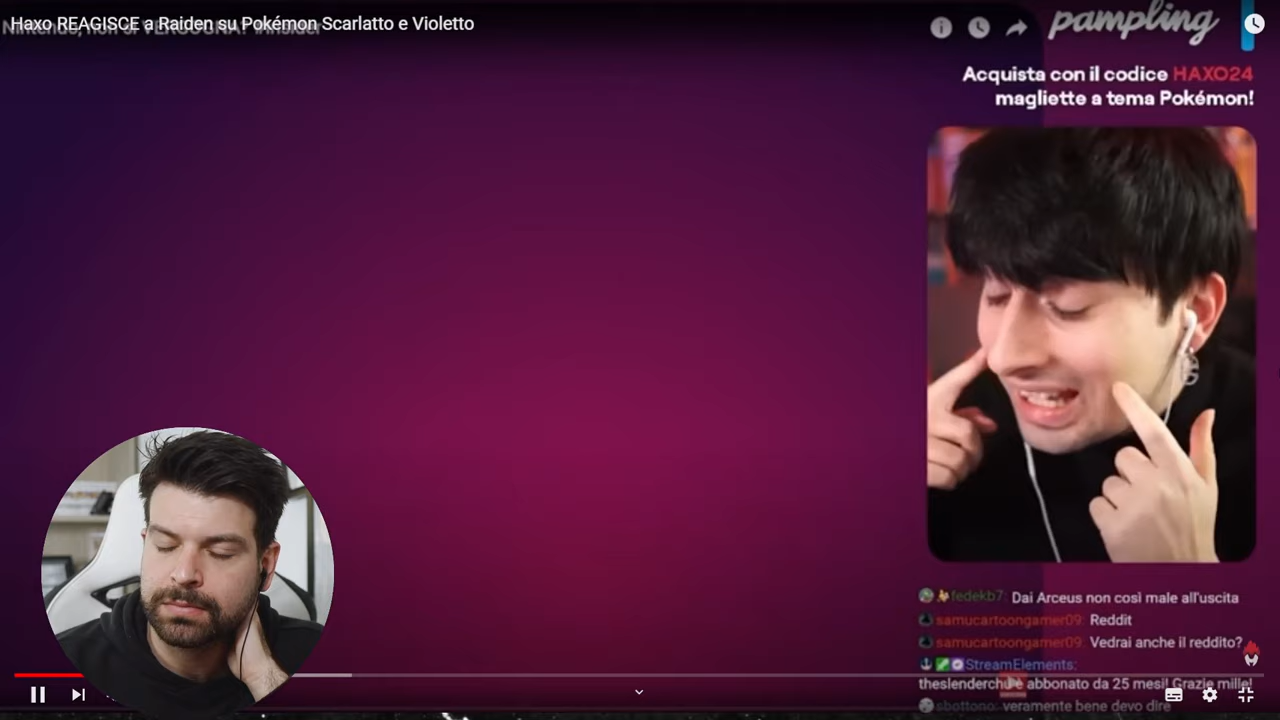 Haxo REAGISCE a Raiden su Pokémon Scarlatto e Violetto
pampling
Acquista con il codice HAXO24
magliette a tema Pokémon!
fedekb7: Dai Arceus non così male all'uscita
samucartoongamer09: Reddit
samucartoongamer09: Vedrai anche il reddito?
StreamElements:
abbonato da 25 mesi! Grazie mille!
sbottono: veramente bene devo dire